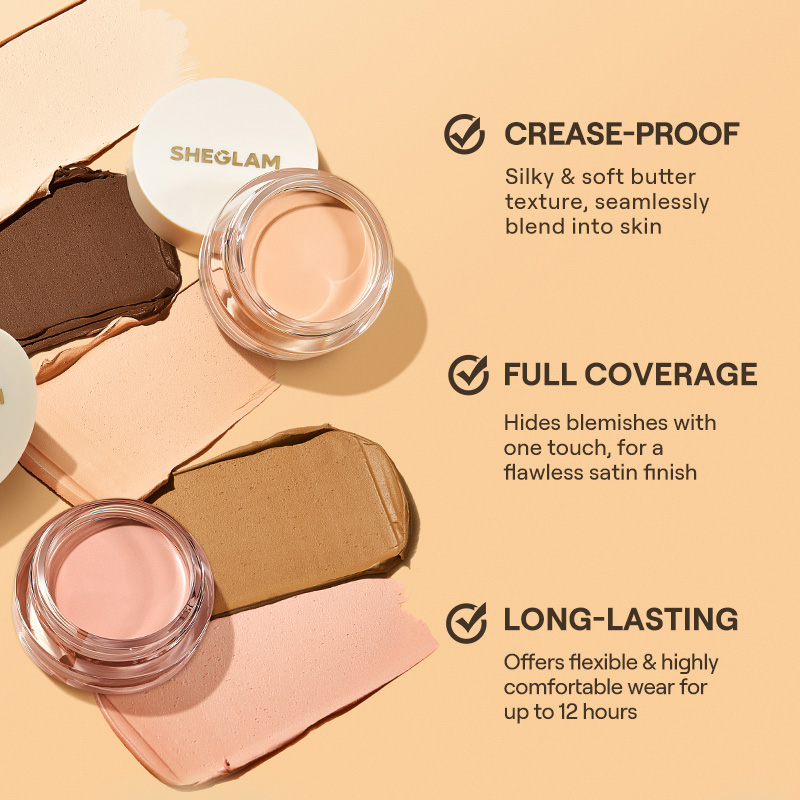 SHEGLAM
CREASE-PROOF
Silky & soft butter
texture, seamlessly
blend into skin
FULL COVERAGE
Hides blemishes with
one touch, for a
flawless satin finish
LONG-LASTING
Offers flexible & highly
comfortable wear for
up to 12 hours